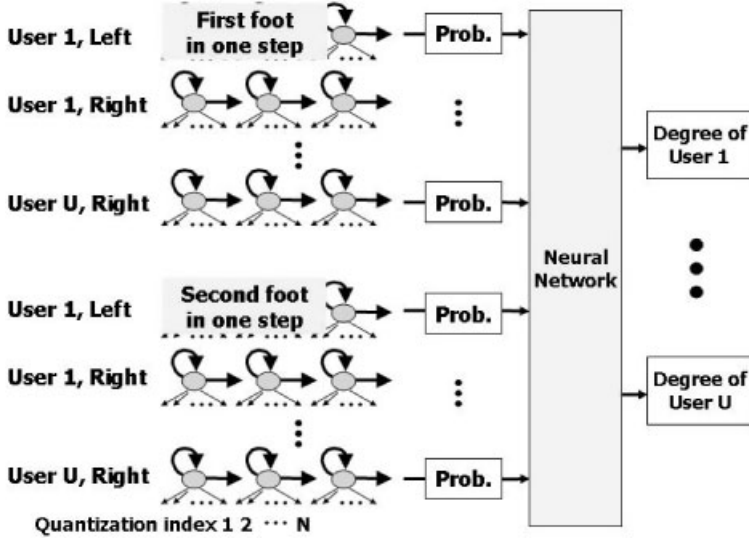 First foot
in one step
User 1, Left
Prob.
User 1, Right
...
Degree of
User 1
User U, Right
Prob.
Neural
Network
Second foot
in one step
User 1, Left
Prob.
User 1, Right
...
Degree of
User U
User U, Right
Prob.
Quantization index 1 2 ... N